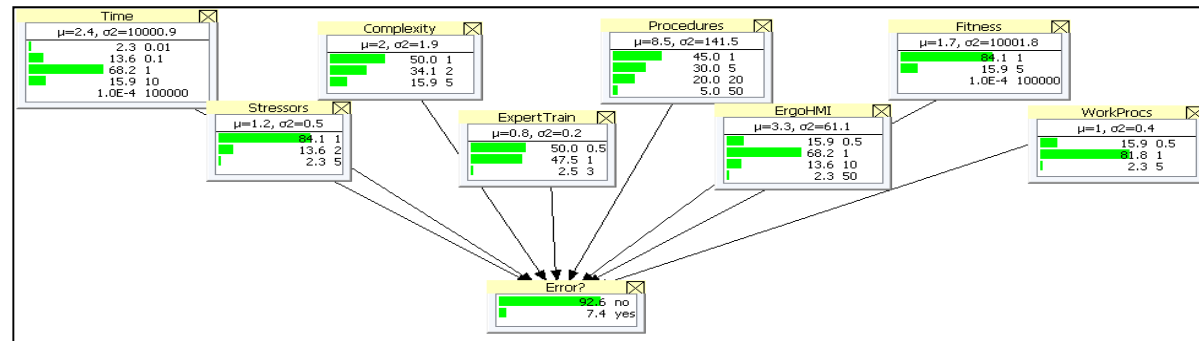 Time
μ=2.4, σ2=10000.9
2.3 0.01
13.6 0.1
68.2 1
15.9 10
1.0E-4 100000
Complexity
μ=2, σ2=1.9
50.0 1
34.1 2
15.9 5
Procedures
μ=8.5, σ2=141.5
45.0 1
30.0 5
20.0 20
5.0 50
Fitness
μ=1.7, σ2=10001.8
84.1 1
15.9 5
1.0E-4 100000
Stressors
μ=1.2, σ2=0.5
84.1 1
13.6 2
2.3 5
ExpertTrain
μ=0.8, σ2=0.2
50.0 0.5
47.5 1
2.5 3
ErgoHMI
μ=3.3, σ2=61.1
15.9 0.5
68.2 1
13.6 10
2.3 50
WorkProcs
μ=1, σ2=0.4
15.9 0.5
81.8 1
2.3 5
Error?
92.6 no
7.4 yes